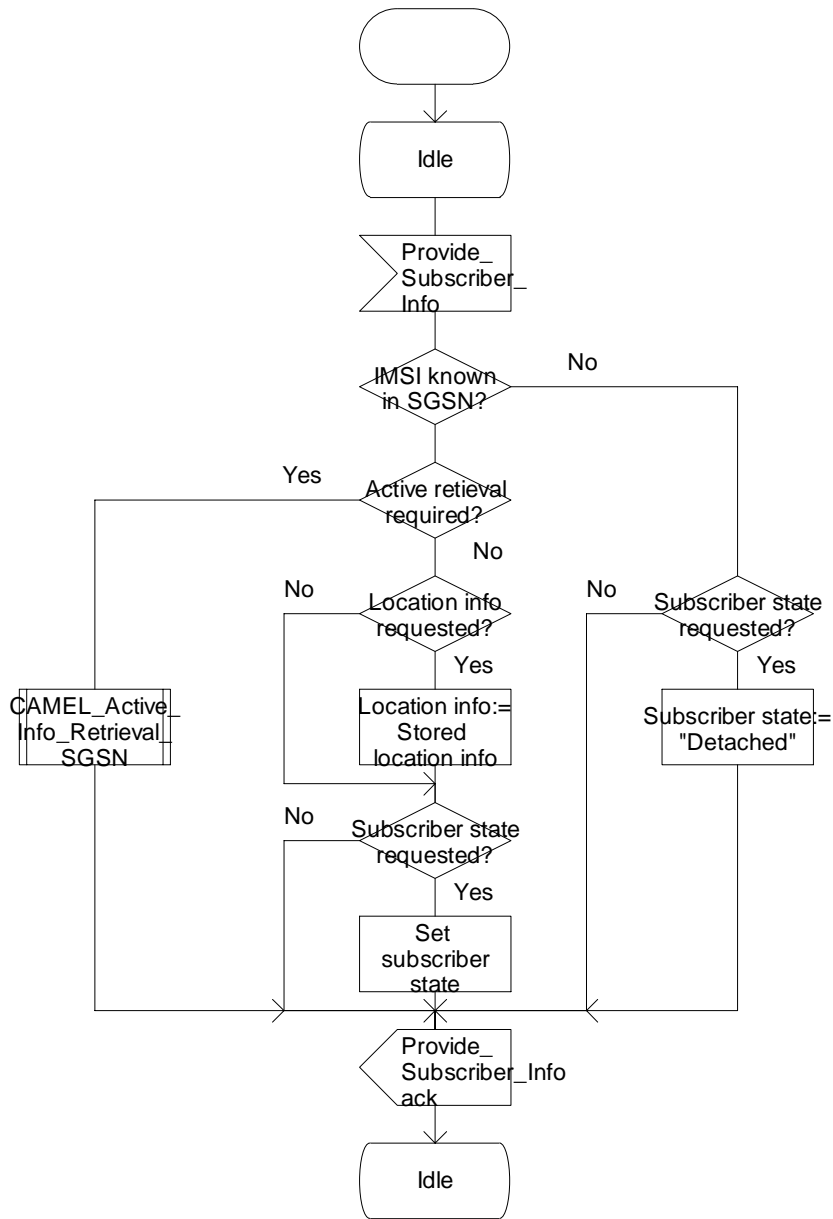 Idle
Provide_
Subscriber_
Info
No
IMSI known
in SGSN?
Yes
Active retieval
required?
No
No
Location info
requested?
No
Subscriber state
requested?
Yes
Yes
CAMEL_Active_
Info_Retrieval_
SGSN
Location info:=
Stored
location info
Subscriber state:=
"Detached"
No
Subscriber state
requested?
Yes
Set
subscriber
state
Provide_
Subscriber_Info
ack
Idle